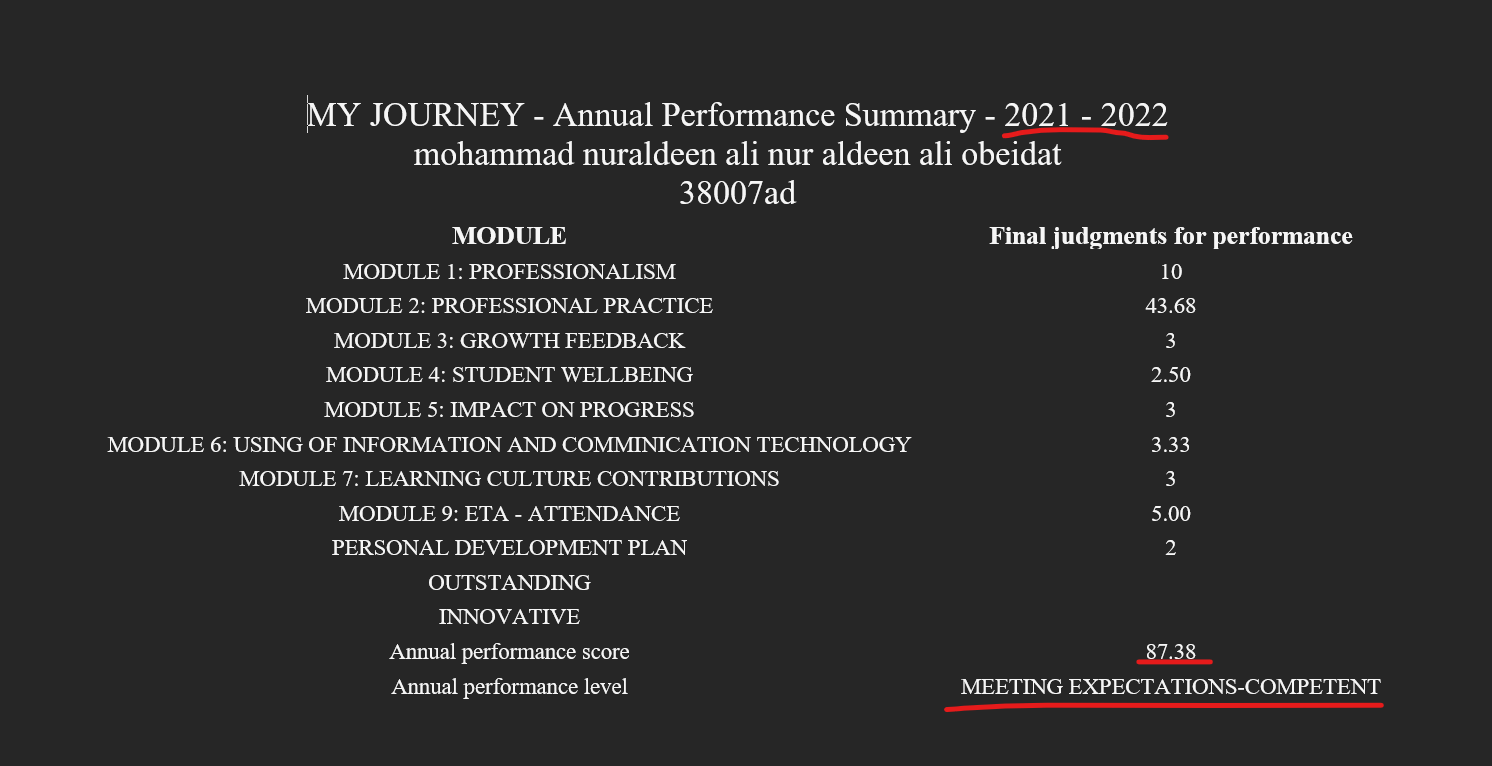 MY JOURNEY - Annual Performance Summary - 2021 - 2022
mohammad nuraldeen ali nur aldeen ali obeidat
38007ad
MODULE Final judgments for performance
MODULE 1: PROFESSIONALISM 10
MODULE 2: PROFESSIONAL PRACTICE 43.68
MODULE 3: GROWTH FEEDBACK 3
MODULE 4: STUDENT WELLBEING 2.50
MODULE 5: IMPACT ON PROGRESS 3
MODULE 6: USING OF INFORMATION AND COMMINICATION TECHNOLOGY 3.33
MODULE 7: LEARNING CULTURE CONTRIBUTIONS 3
MODULE 9: ETA - ATTENDANCE 5.00
PERSONAL DEVELOPMENT PLAN 2
OUTSTANDING
INNOVATIVE
Annual performance score 87.38
Annual performance level MEETING EXPECTATIONS-COMPETENT